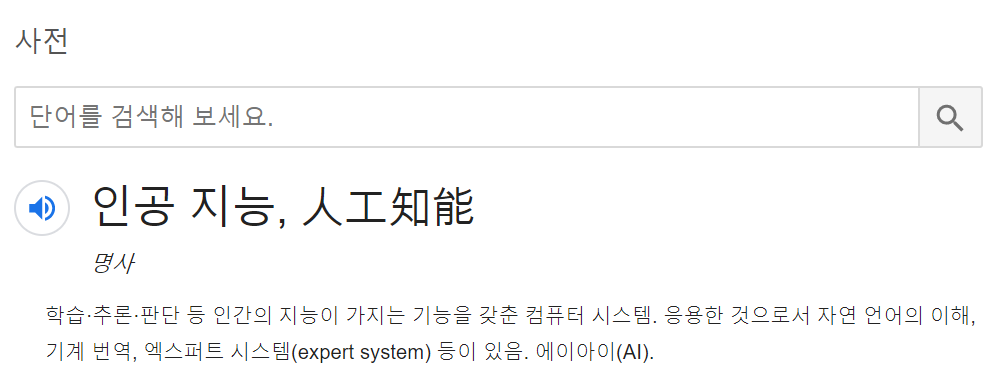 사전
단어를 검색해 보세요.
인공 지능, 人工知能
명사
학습·추론·판단 등 인간의 지능이 가지는 기능을 갖춘 컴퓨터 시스템. 응용한 것으로서 자연 언어의 이해,
기계 번역, 엑스퍼트 시스템(expert system) 등이 있음. 에이아이(AI).